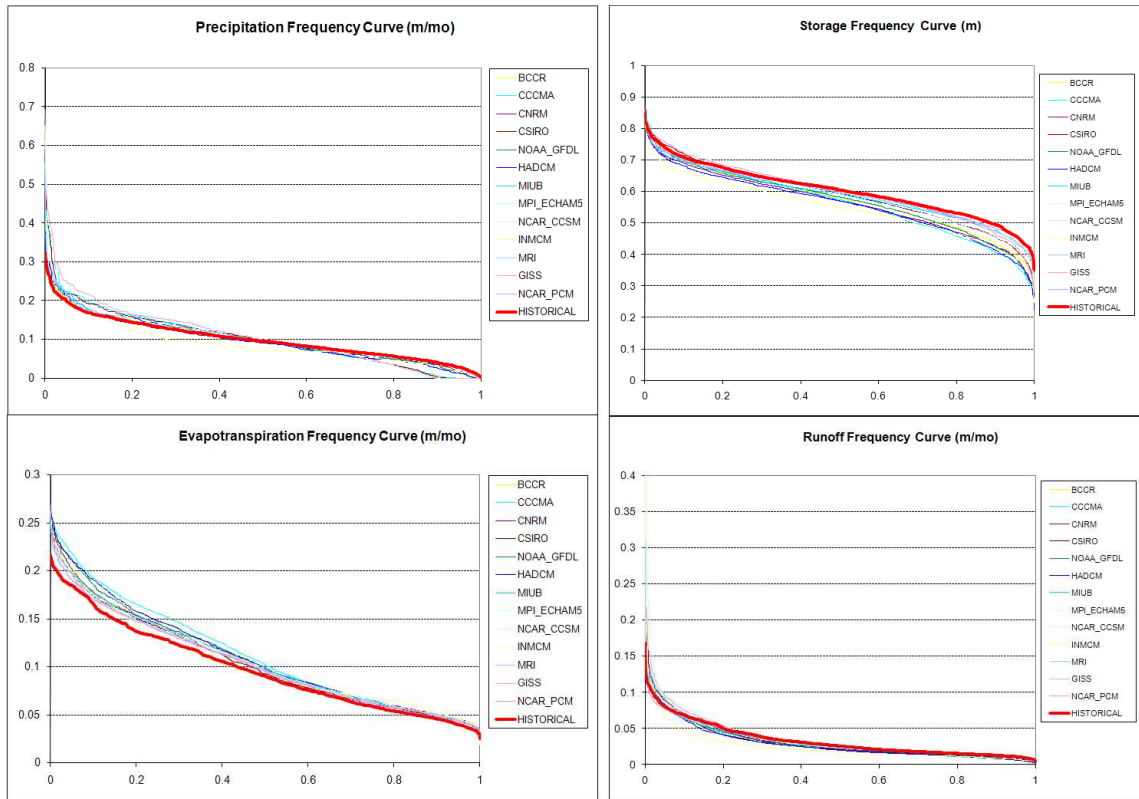 Precipitation Frequency Curve (m/mo)
0.8
0.7
0.6
0.5
0.4
0.3
0.2
0.1
0
0
0.2
0.4
0.6
0.8
1
BCCR
CCCMA
CNRM
CSIRO
NOAA_GFDL
HADCM
MIUB
MPI_ECHAM5
NCAR_CCSM
INMCM
MRI
GISS
NCAR_PCM
HISTORICAL
Storage Frequency Curve (m)
1
0.9
0.8
0.7
0.6
0.5
0.4
0.3
0.2
0.1
0
0
0.2
0.4
0.6
0.8
1
BCCR
CCCMA
CNRM
CSIRO
NOAA_GFDL
HADCM
MIUB
MPI_ECHAM5
NCAR_CCSM
INMCM
MRI
GISS
NCAR_PCM
HISTORICAL
Evapotranspiration Frequency Curve (m/mo)
0.3
0.25
0.2
0.15
0.1
0.05
0
0
0.2
0.4
0.6
0.8
1
BCCR
CCCMA
CNRM
CSIRO
NOAA_GFDL
HADCM
MIUB
MPI_ECHAM5
NCAR_CCSM
INMCM
MRI
GISS
NCAR_PCM
HISTORICAL
Runoff Frequency Curve (m/mo)
0.4
0.35
0.3
0.25
0.2
0.15
0.1
0.05
0
0
0.2
0.4
0.6
0.8
1
BCCR
CCCMA
CNRM
CSIRO
NOAA_GFDL
HADCM
MIUB
MPI_ECHAM5
NCAR_CCSM
INMCM
MRI
GISS
NCAR_PCM
HISTORICAL